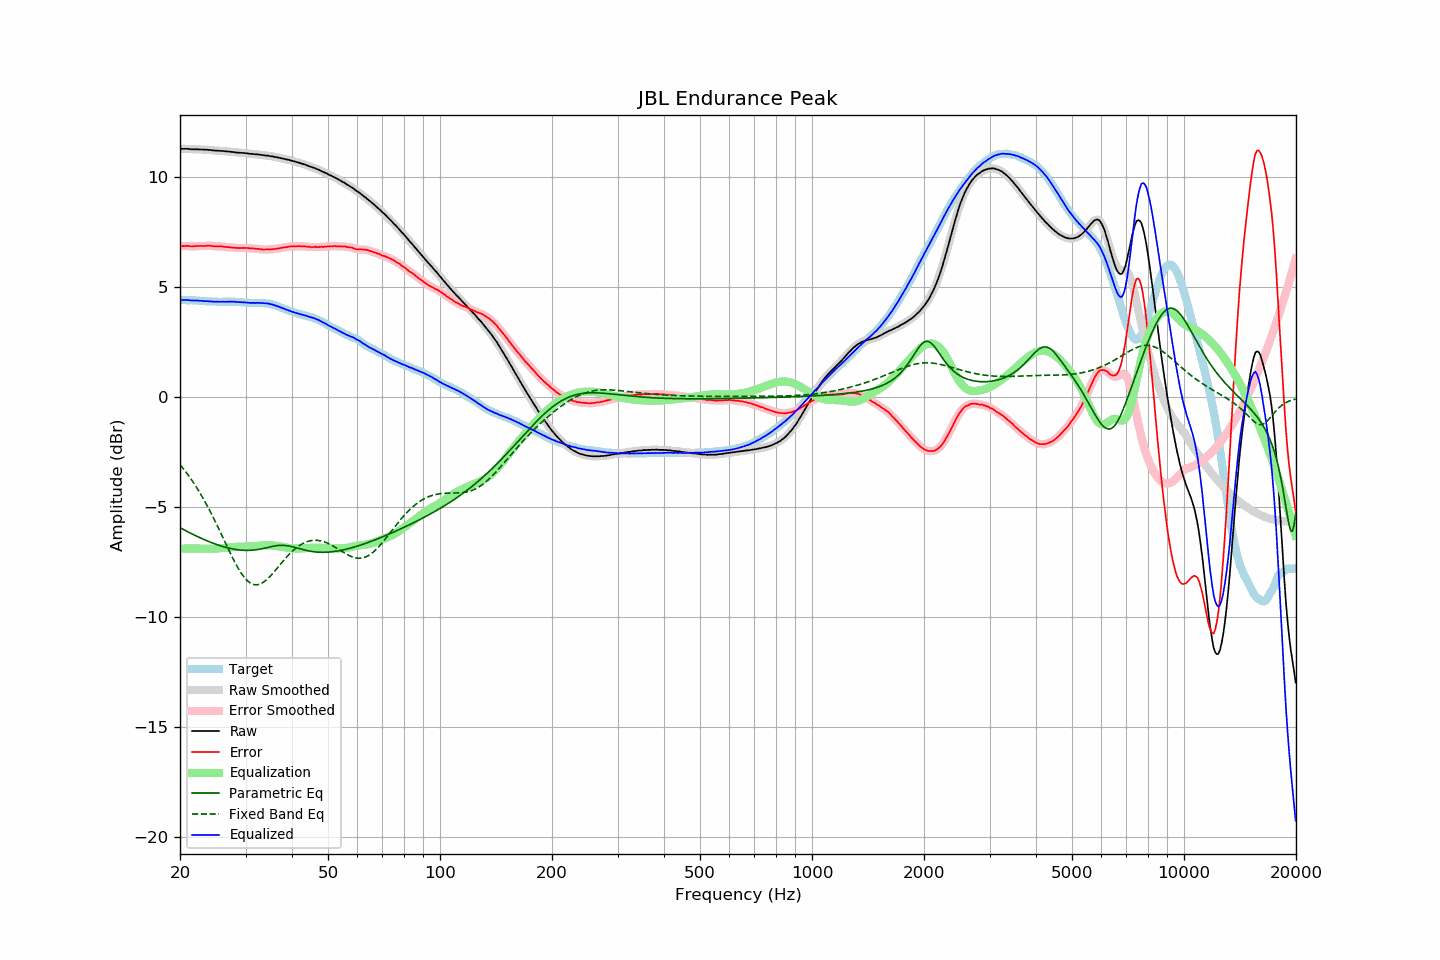 JBL Endurance Peak
Amplitude (dBr)
10
5
0
−5
−10
−15
−20
Target
Raw Smoothed
Error Smoothed
Raw
Error
Equalization
Parametric Eq
Fixed Band Eq
Equalized
20 50 100 200 500 1000 2000 5000 10000 20000
Frequency (Hz)